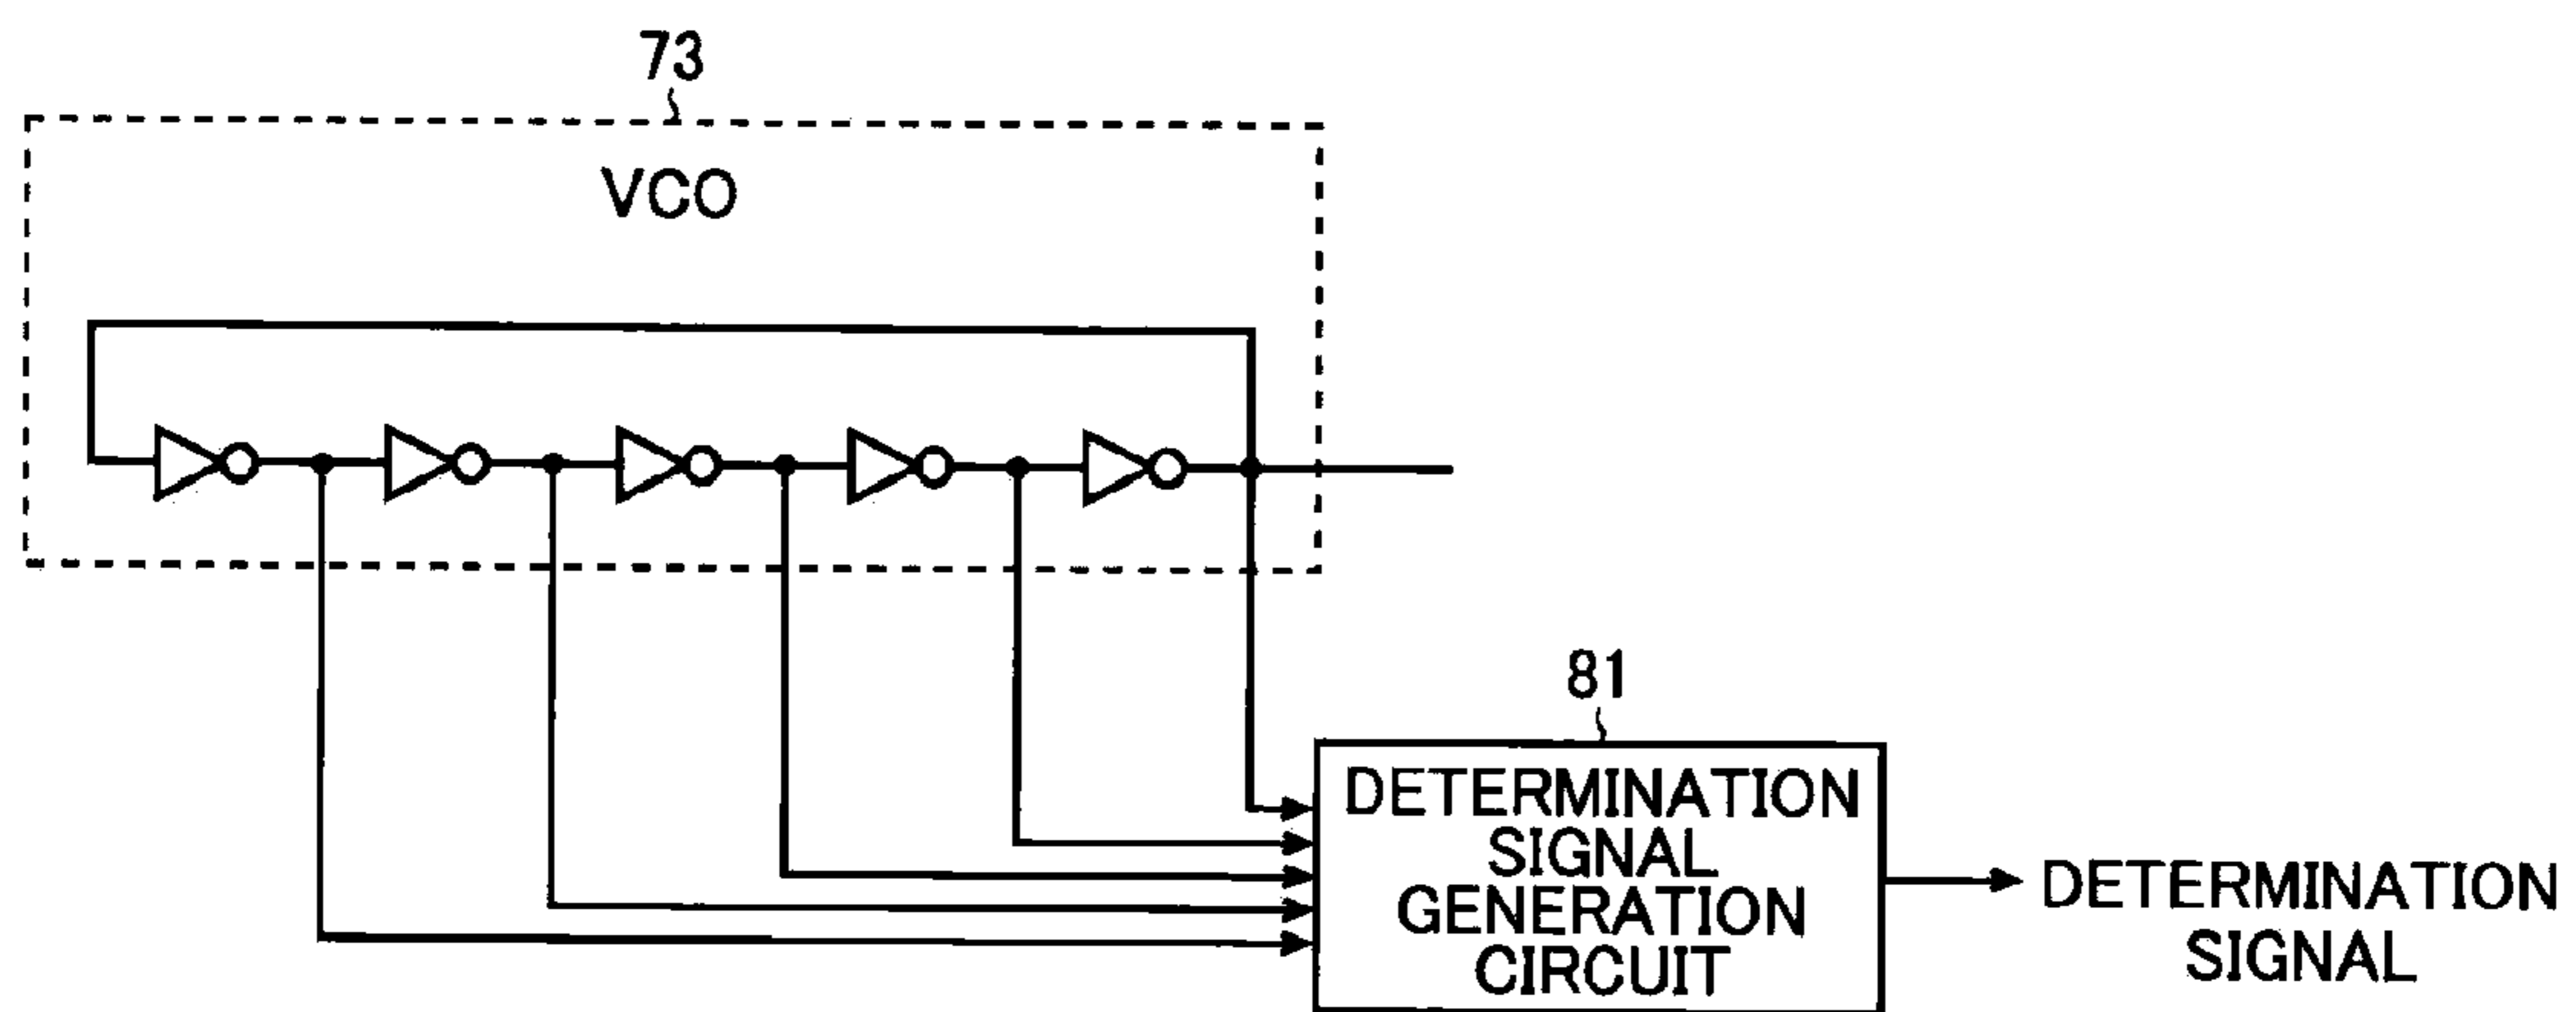 73
VCO
81
DETERMINATION
SIGNAL
GENERATION
CIRCUIT
DETERMINATION
SIGNAL